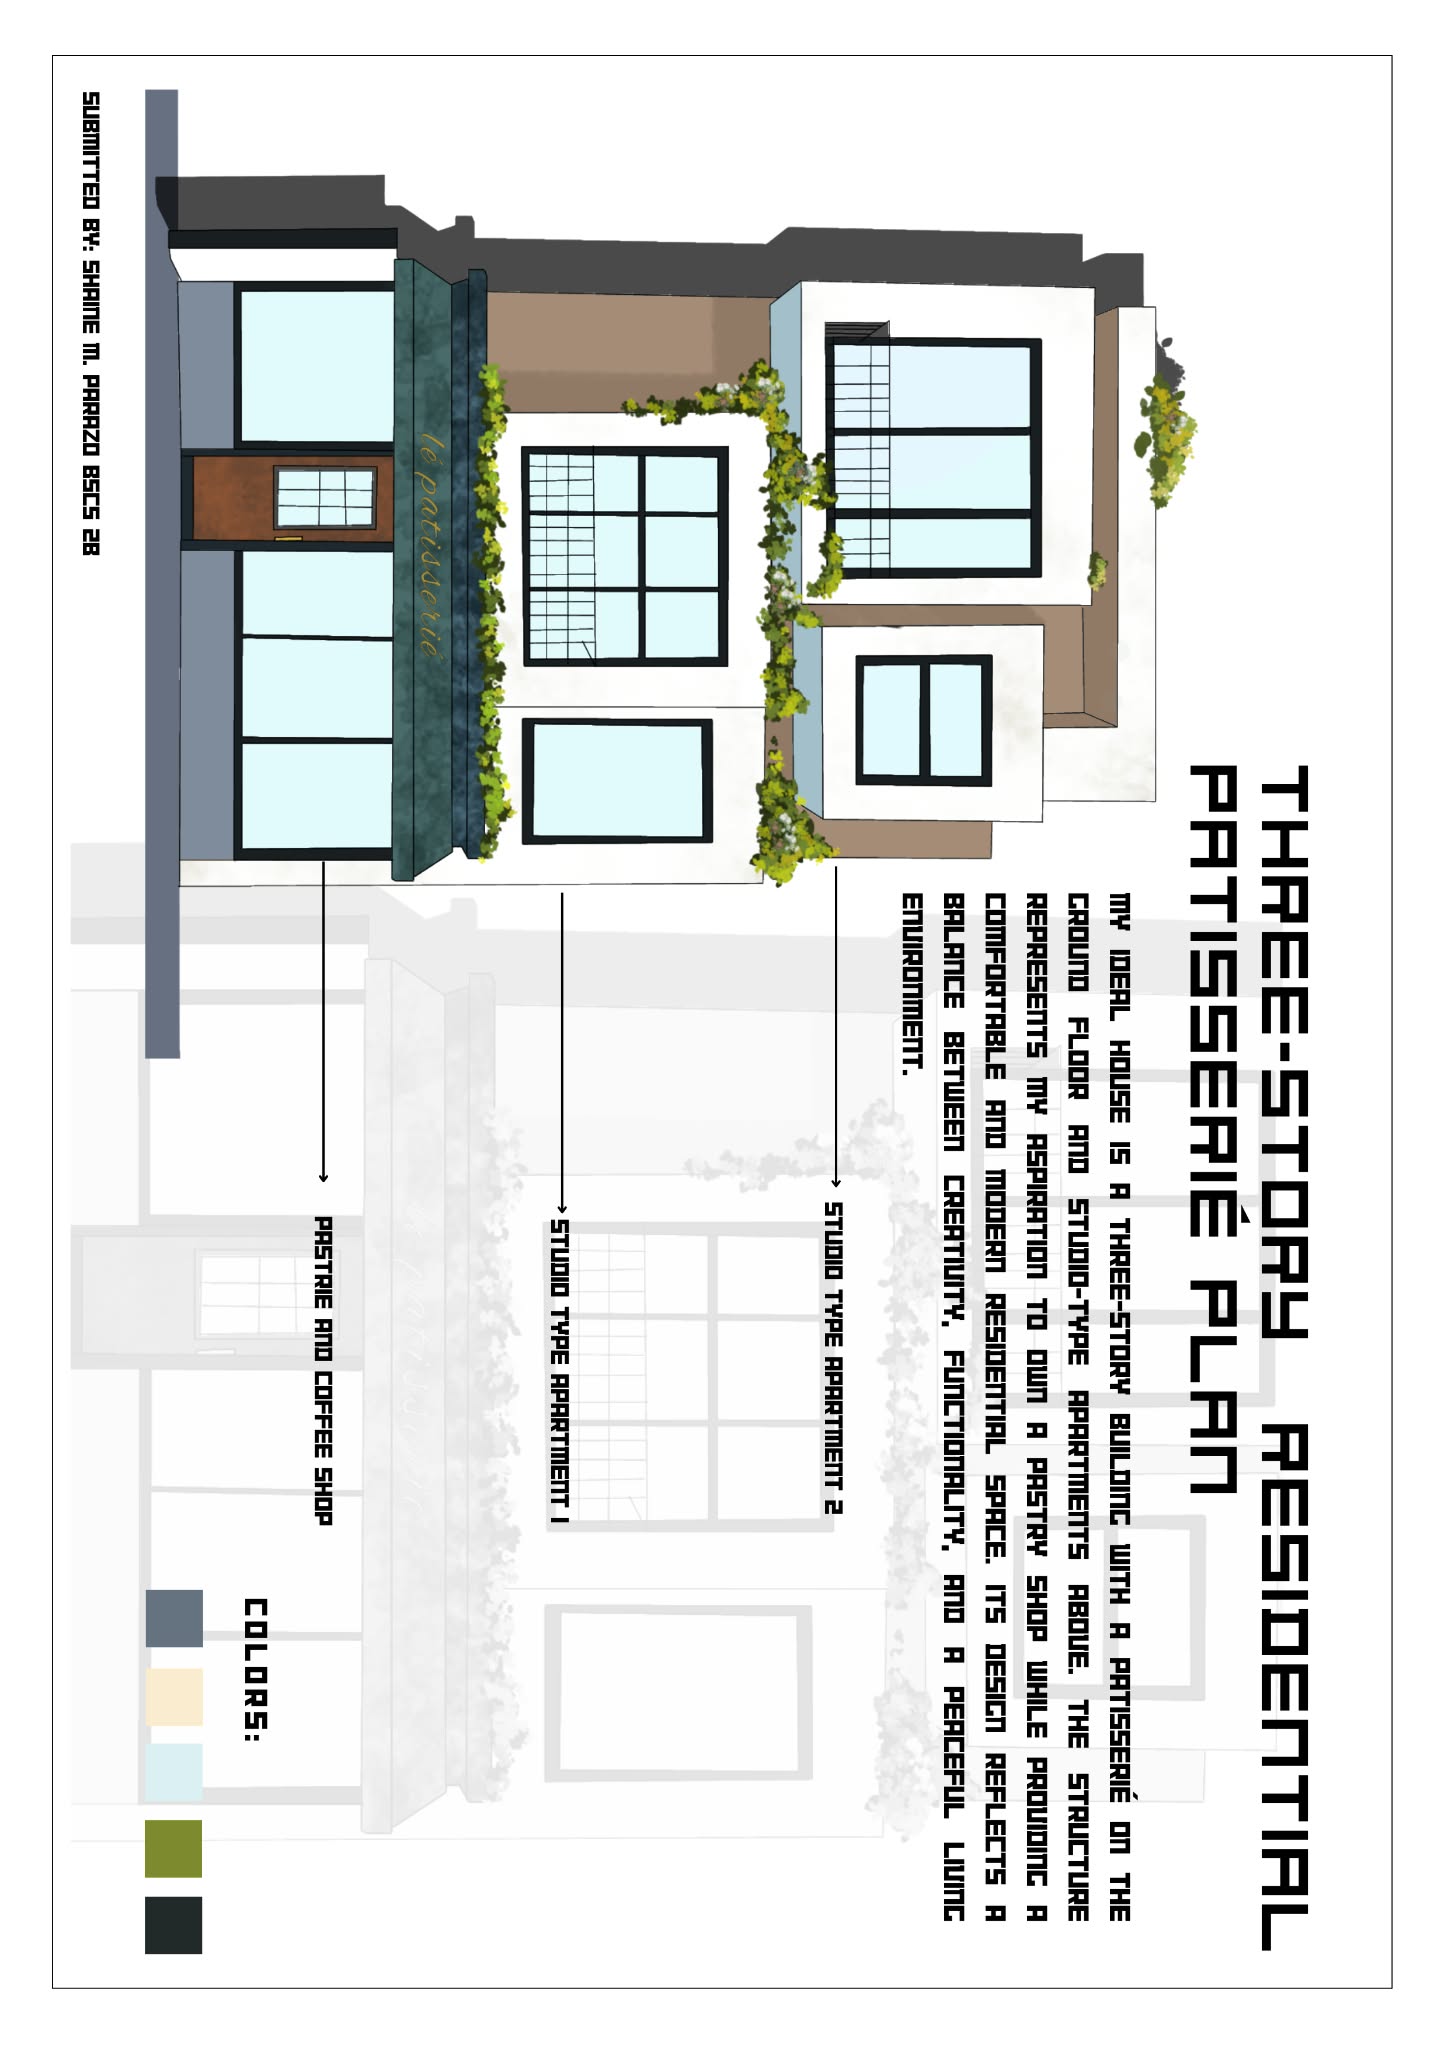 THREE-STORY RESIDENTIAL
PATISSERIÉ PLAN
MY IDEAL HOUSE IS A THREE-STORY BUILDING WITH A PATISSERIÉ ON THE
GROUND FLOOR AND STUDIO-TYPE APARTMENTS ABOVE. THE STRUCTURE
REPRESENTS MY ASPIRATION TO OWN A PASTRY SHOP WHILE PROVIDING A
COMFORTABLE AND MODERN RESIDENTIAL SPACE. ITS DESIGN REFLECTS A
BALANCE BETWEEN CREATIVITY, FUNCTIONALITY, AND A PEACEFUL LIVING
ENVIRONMENT.
STUDIO TYPE APARTMENT 2
STUDIO TYPE APARTMENT 1
lé patisserié
lé patisserié
PASTRIE AND COFFEE SHOP
COLORS:
SUBMITTED BY: SHAINE M. PARAZO BSCS 2B